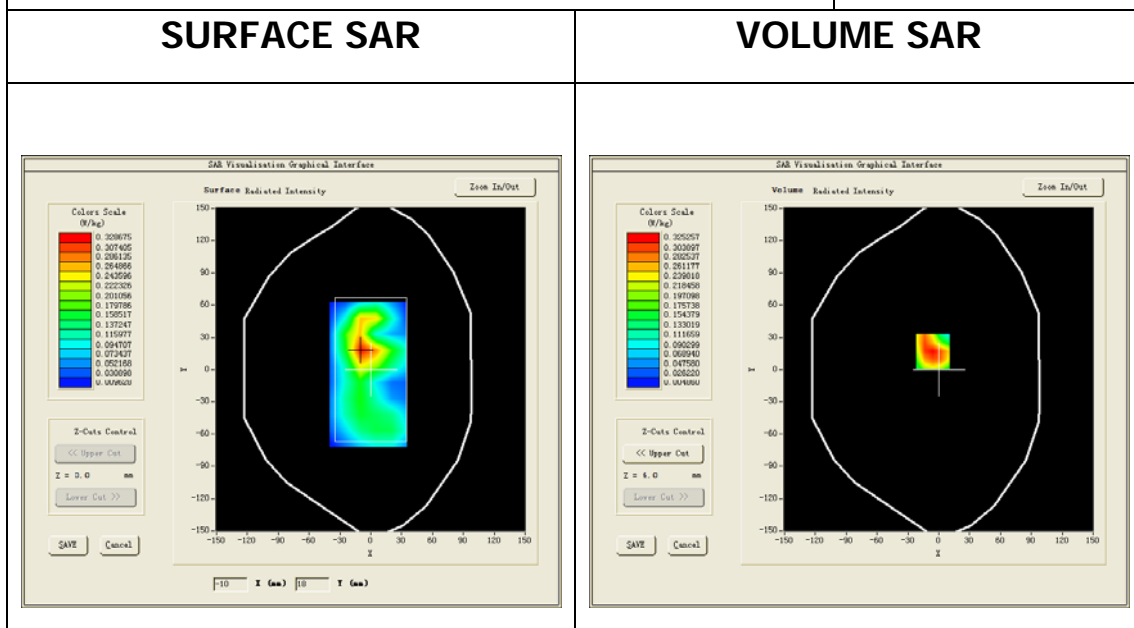 SURFACE SAR
VOLUME SAR
SAR Visualisation Graphical Interface
Surface Radiated Intensity
Zoom In/Out
Colors Scale
(W/kg)
0.328675
0.307405
0.286135
0.264866
0.243596
0.222326
0.201056
0.179786
0.158517
0.137247
0.115977
0.094707
0.073437
0.052168
0.030898
0.009628
Z-Cuts Control
<< Upper Cut
Z = 0.0 mm
Lower Cut >>
SAVE
Cancel
150
120
90
60
30
0
-30
-60
-90
-120
-150
Y
-150 -120 -90 -60 -30 0 30 60 90 120 150
X
-10 X (mm) 18 Y (mm)
SAR Visualisation Graphical Interface
Volume Radiated Intensity
Zoom In/Out
Colors Scale
(W/kg)
0.325257
0.303897
0.282537
0.261177
0.239818
0.218458
0.197098
0.175738
0.154379
0.133019
0.111659
0.090299
0.068940
0.047580
0.026220
0.004860
Z-Cuts Control
<< Upper Cut
Z = 4.0 mm
Lower Cut >>
SAVE
Cancel
150
120
90
60
30
0
-30
-60
-90
-120
-150
Y
-150 -120 -90 -60 -30 0 30 60 90 120 150
X